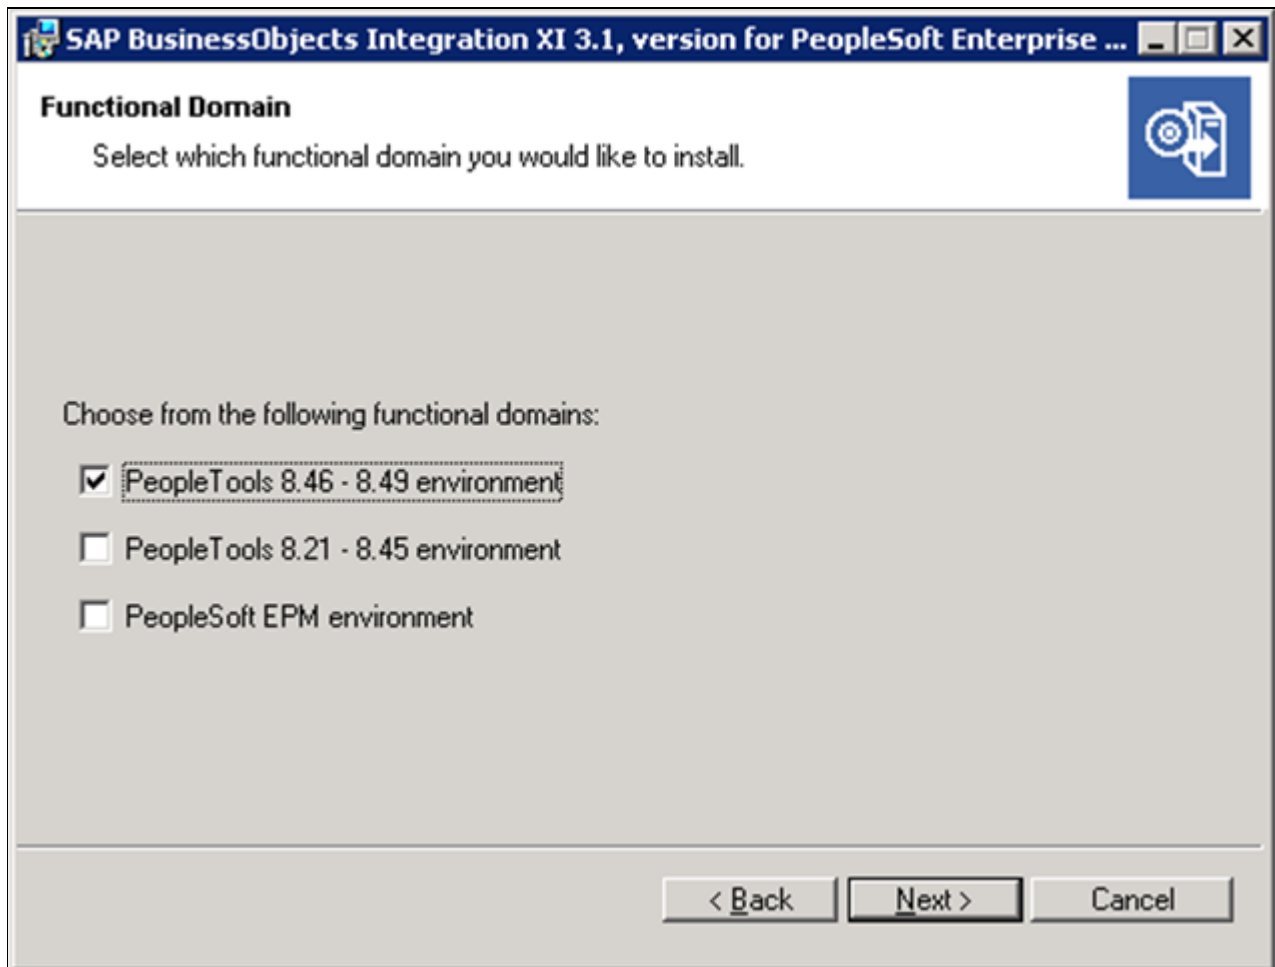 SAP BusinessObjects Integration XI 3.1, version for PeopleSoft Enterprise ...
Functional Domain
Select which functional domain you would like to install.
Choose from the following functional domains:
PeopleTools 8.46 - 8.49 environment
PeopleTools 8.21 - 8.45 environment
PeopleSoft EPM environment
< Back Next > Cancel